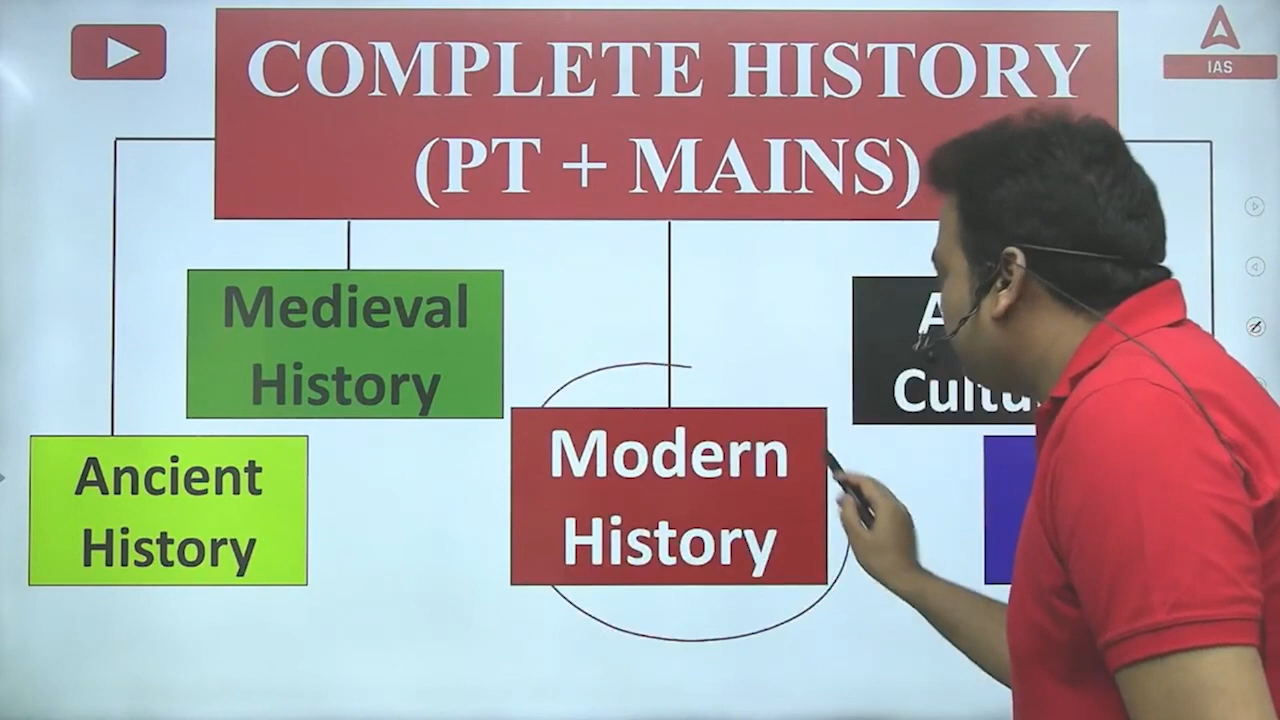 COMPLETE HISTORY
(PT + MAINS)
IAS
Medieval
History
Ancient
History
Modern
History